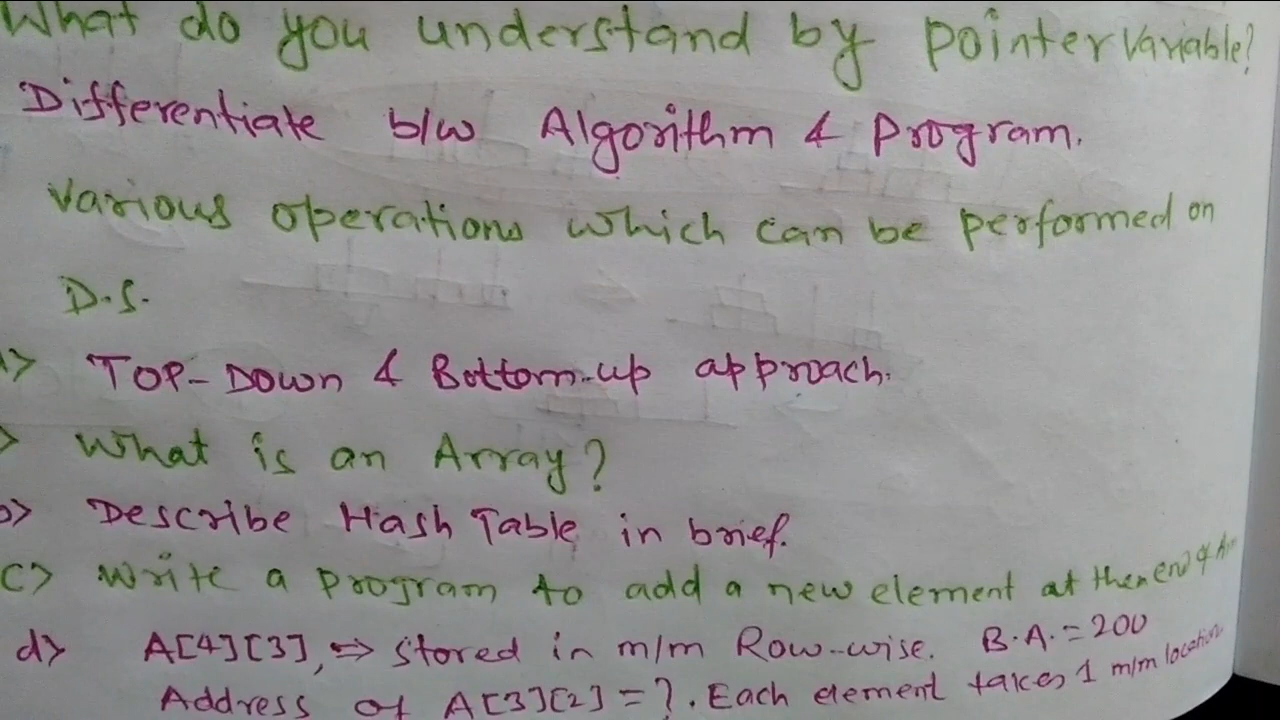 What do you understand by pointer variable?
Differentiate b/w Algorithm & Program.
Various operations which can be performed on
D.S.
TOP-Down & Bottom-up approach.
What is an Array?
b> Describe Hash Table in brief.
c> Write a program to add a new element at then end of
d> A[4][3], ⇒ stored in m/m Row-wise. B.A. = 200
Address of A[3][2] = ?. Each element takes 1 m/m location